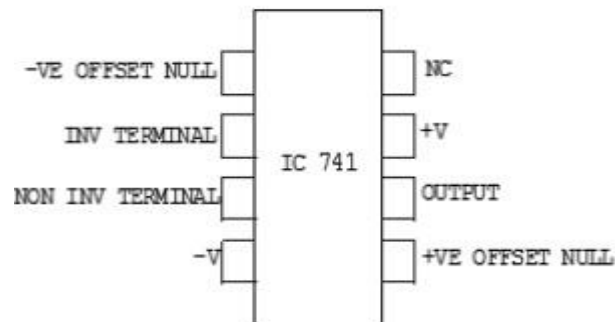 -VE OFFSET NULL
NC
INV TERMINAL
+V
IC 741
NON INV TERMINAL
OUTPUT
-V
+VE OFFSET NULL